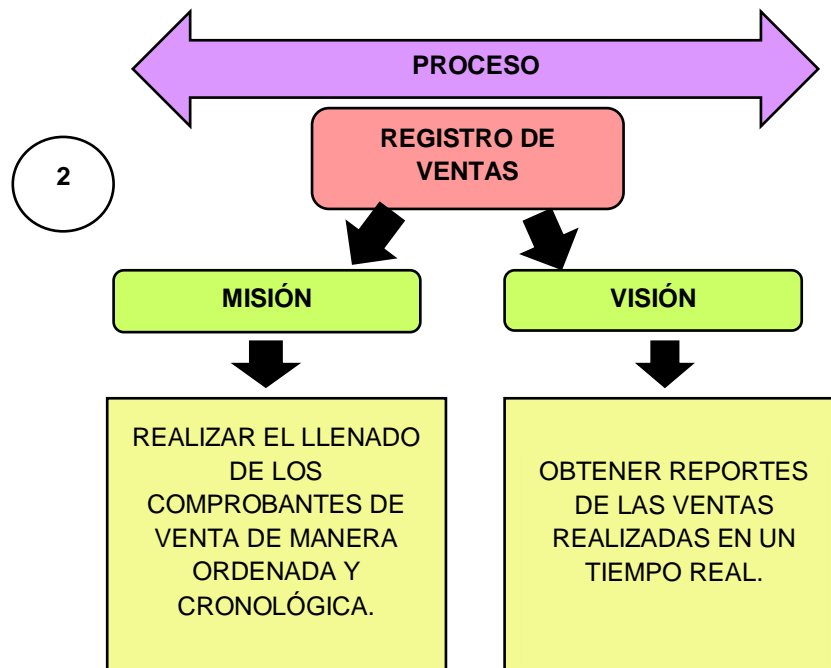 PROCESO
REGISTRO DE
VENTAS
2
MISIÓN
VISIÓN
REALIZAR EL LLENADO
DE LOS
COMPROBANTES DE
VENTA DE MANERA
ORDENADA Y
CRONOLÓGICA.
OBTENER REPORTES
DE LAS VENTAS
REALIZADAS EN UN
TIEMPO REAL.